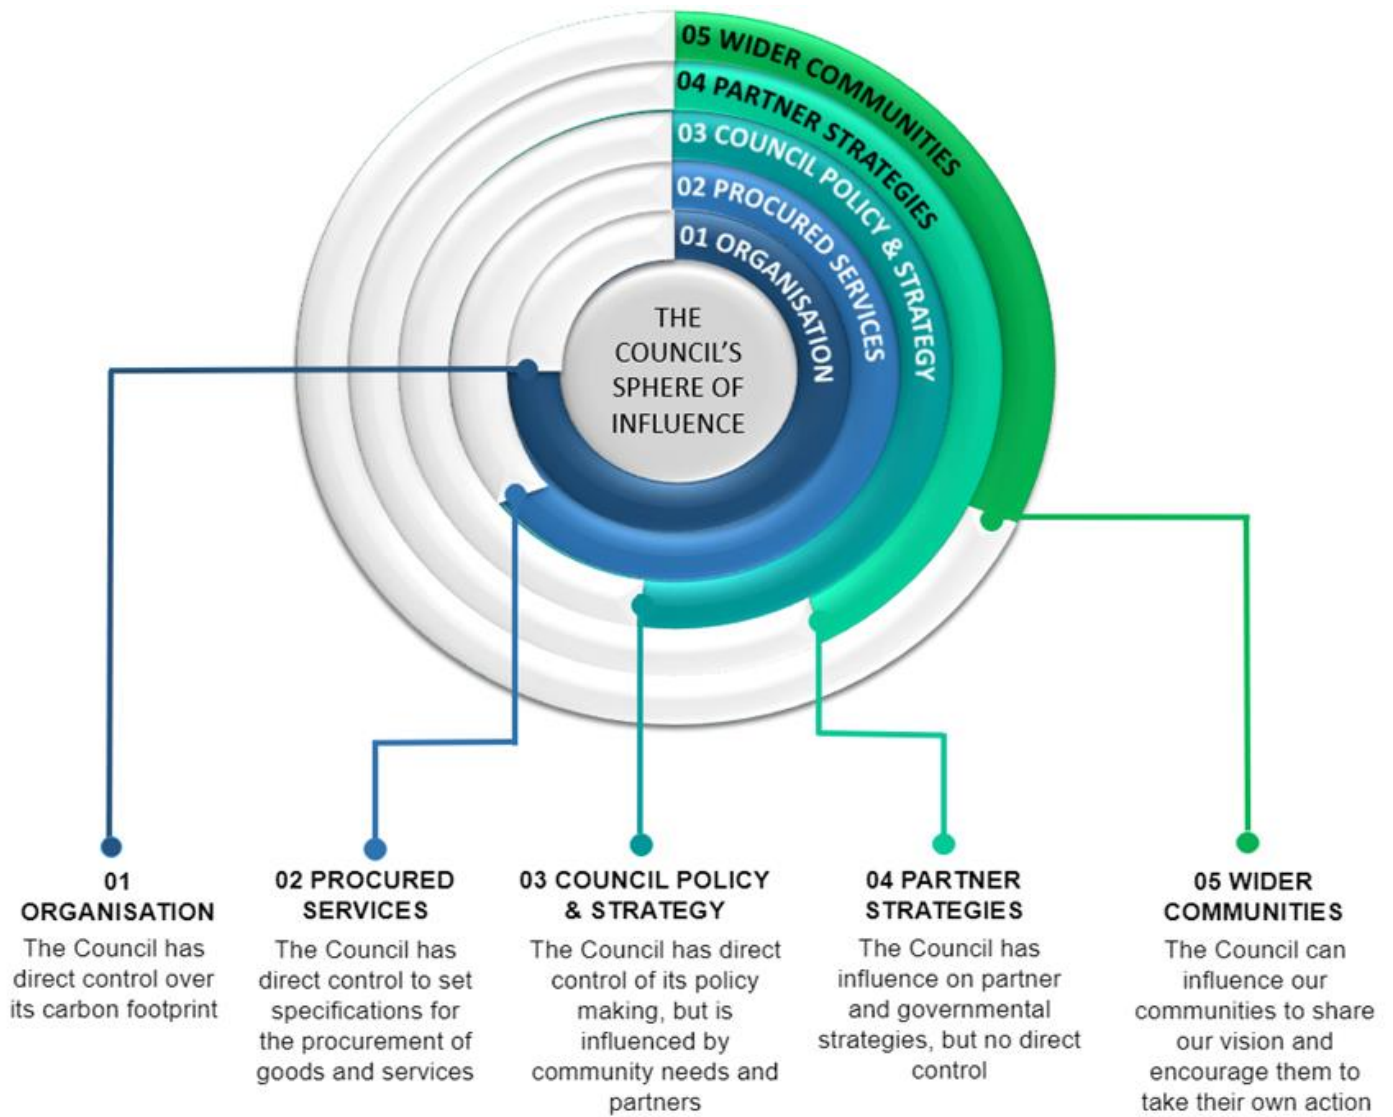 05 WIDER COMMUNITIES
04 PARTNER STRATEGIES
03 COUNCIL POLICY & STRATEGY
02 PROCURED SERVICES
01 ORGANISATION
THE
COUNCIL'S
SPHERE OF
INFLUENCE
01
ORGANISATION
The Council has
direct control over
its carbon footprint
02 PROCURED
SERVICES
The Council has
direct control to set
specifications for
the procurement of
goods and services
03 COUNCIL POLICY
& STRATEGY
The Council has direct
control of its policy
making, but is
influenced by
community needs and
partners
04 PARTNER
STRATEGIES
The Council has
influence on partner
and governmental
strategies, but no direct
control
05 WIDER
COMMUNITIES
The Council can
influence our
communities to share
our vision and
encourage them to
take their own action